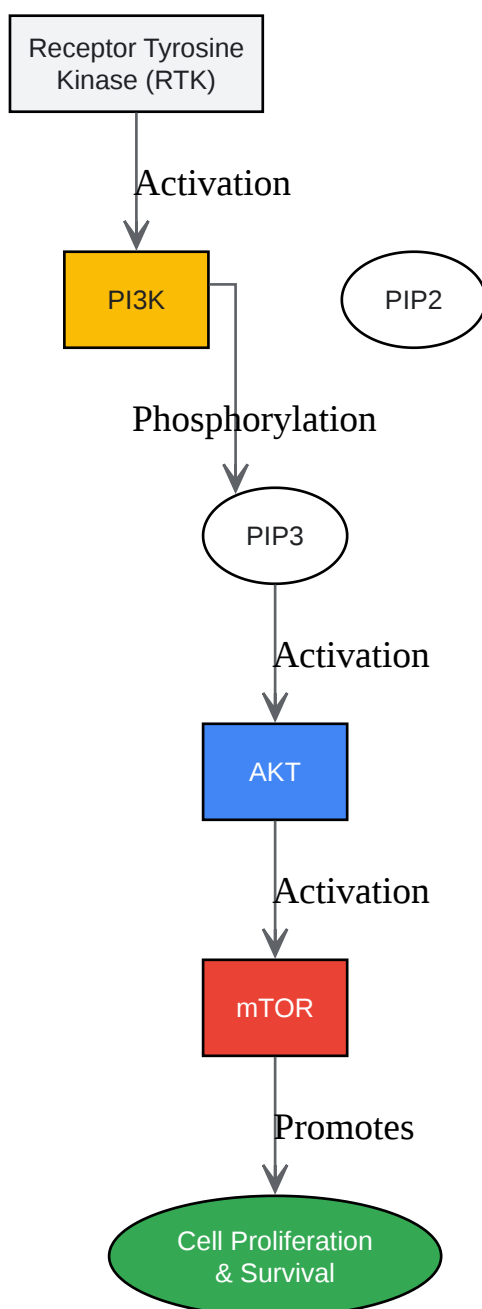 Receptor Tyrosine
Kinase (RTK)
Activation
PI3K
PIP2
Phosphorylation
PIP3
Activation
AKT
Activation
mTOR
Promotes
Cell Proliferation
& Survival